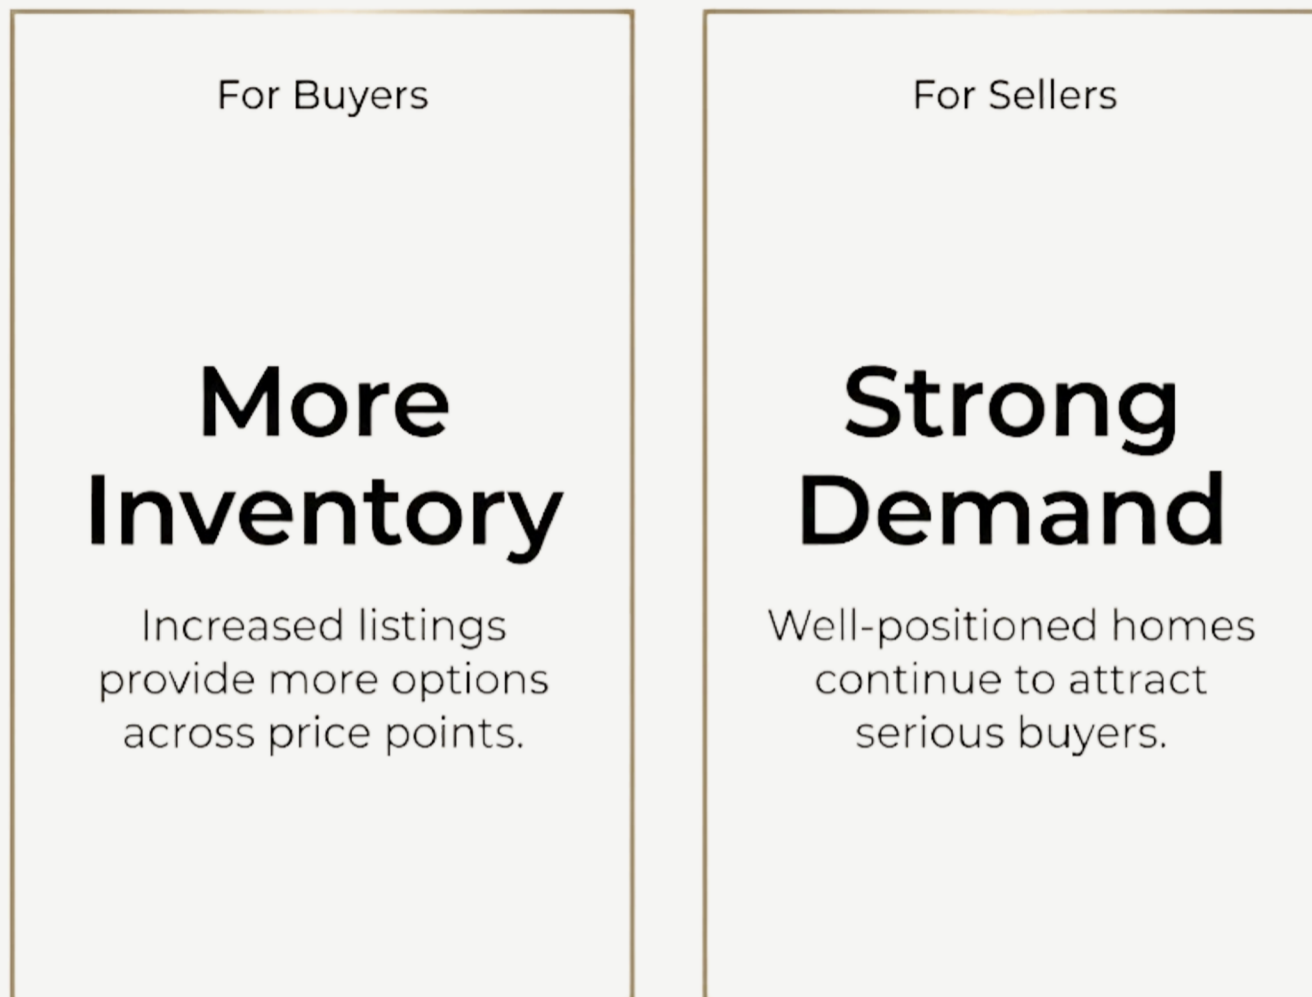 For Buyers
More
Inventory
Increased listings
provide more options
across price points.
For Sellers
Strong
Demand
Well-positioned homes
continue to attract
serious buyers.